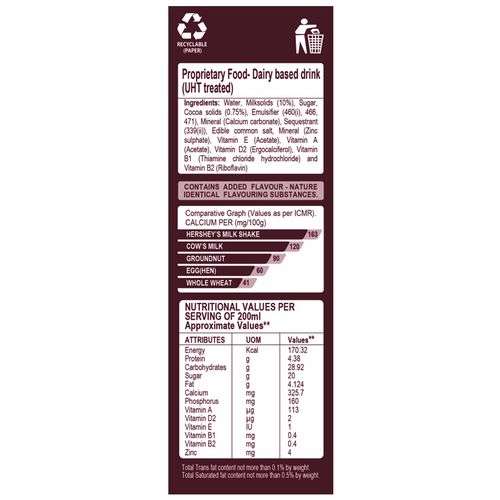 RECYCLABLE
(PAPER)
Proprietary Food- Dairy based drink
(UHT treated)
Ingredients: Water, Milksolids (10%), Sugar,
Cocoa solids (0.75%), Emulsifier (460(i), 466,
471), Mineral (Calcium carbonate), Sequestrant
(339(ii)), Edible common salt, Mineral (Zinc
sulphate), Vitamin E (Acetate), Vitamin A
(Acetate), Vitamin D2 (Ergocalciferol), Vitamin
B1 (Thiamine chloride hydrochloride) and
Vitamin B2 (Riboflavin)
CONTAINS ADDED FLAVOUR - NATURE
IDENTICAL FLAVOURING SUBSTANCES.
Comparative Graph (Values as per ICMR).
CALCIUM PER (mg/100g)
HERSHEY'S MILK SHAKE 163
COW'S MILK 120
GROUNDNUT 90
EGG(HEN) 60
WHOLE WHEAT 41
NUTRITIONAL VALUES PER
SERVING OF 200ml
Approximate Values**
ATTRIBUTES UOM Values**
Energy Kcal 170.32
Protein g 4.38
Carbohydrates g 28.92
Sugar g 20
Fat g 4.124
Calcium mg 325.7
Phosphorus mg 160
Vitamin A µg 113
Vitamin D2 µg 2
Vitamin E IU 1
Vitamin B1 mg 0.4
Vitamin B2 mg 0.4
Zinc mg 4
Total Trans fat content not more than 0.1% by weight.
Total Saturated fat content not more than 0.5% by weight.